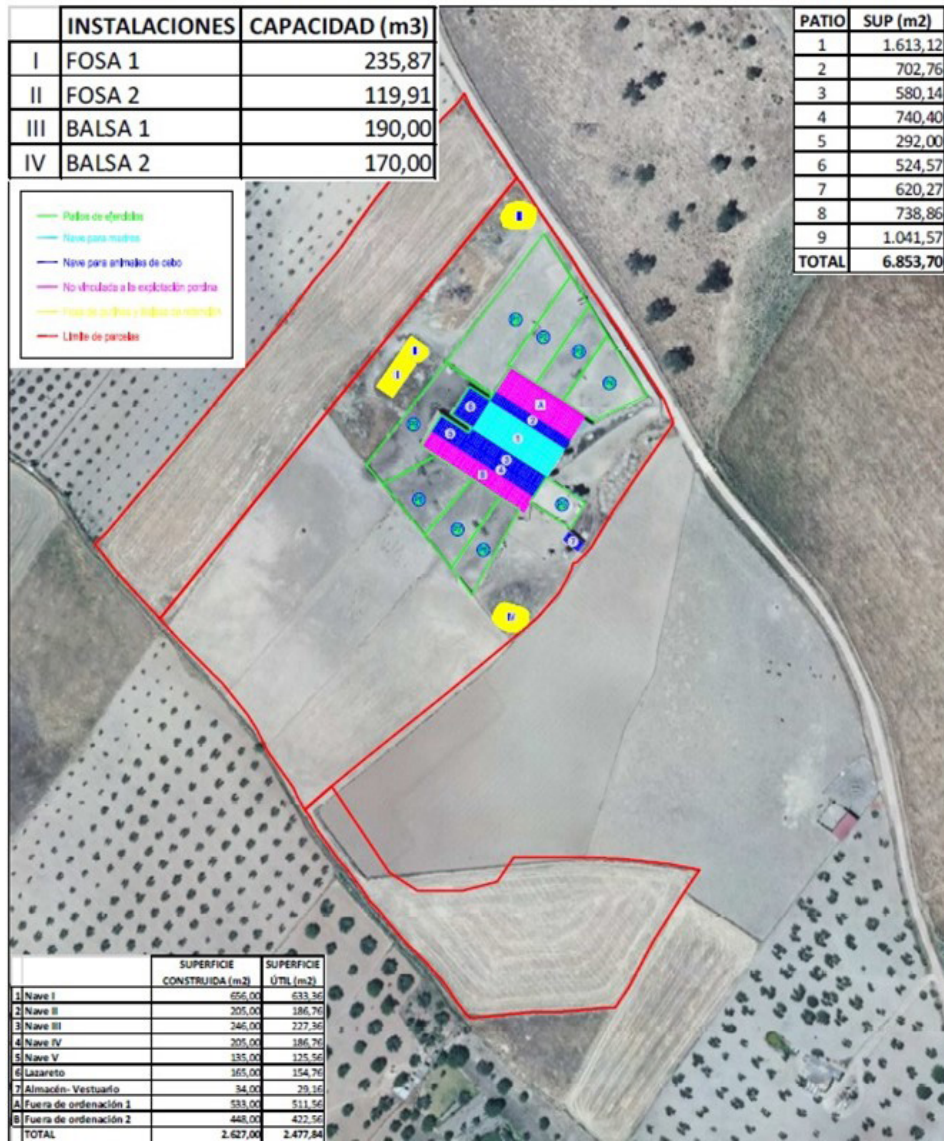 INSTALACIONES CAPACIDAD (m3)
I FOSA 1 235,87
II FOSA 2 119,91
III BALSA 1 190,00
IV BALSA 2 170,00
PATIO SUP (m2)
1 1.613,12
2 702,76
3 580,14
4 740,40
5 292,00
6 524,57
7 620,27
8 738,86
9 1.041,57
TOTAL 6.853,70
Patios de ejercicio
Nave para madres
Nave para animales de cebo
No vinculada a la explotación porcina
Límite de parcelas
A
6
2
1
5
3
4
B
7
SUPERFICIE SUPERFICIE
CONSTRUIDA (m2) ÚTIL (m2)
1 Nave I 656,00 633,36
2 Nave II 205,00 186,76
3 Nave III 246,00 227,36
4 Nave IV 205,00 186,76
5 Nave V 135,00 125,56
6 Lazareto 165,00 154,76
7 Almacén- Vestuario 34,00 29,16
A Fuera de ordenación 1 533,00 511,56
B Fuera de ordenación 2 448,00 422,56
TOTAL 2.627,00 2.477,84